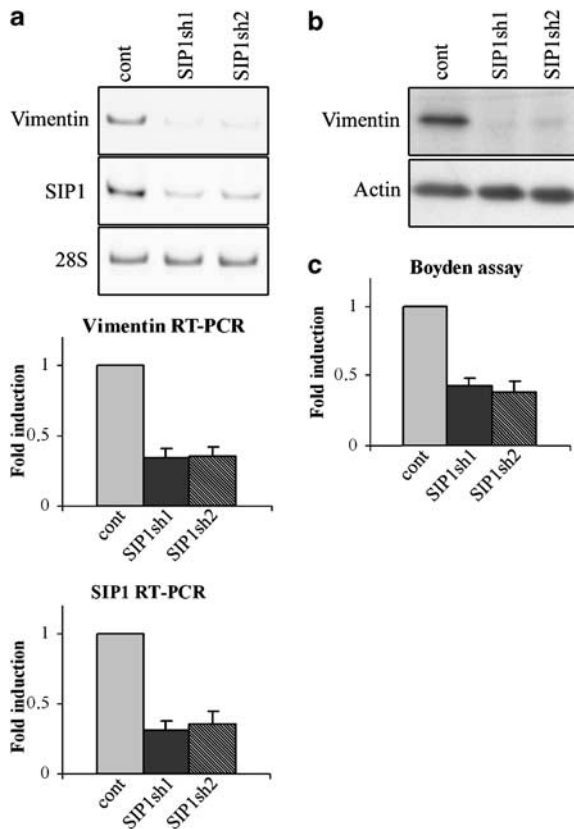 a
cont
SIP1sh1
SIP1sh2
Vimentin
SIP1
28S
Vimentin RT-PCR
Fold induction
1
0.5
0
cont
SIP1sh1
SIP1sh2
SIP1 RT-PCR
Fold induction
1
0.5
0
cont
SIP1sh1
SIP1sh2
b
cont
SIP1sh1
SIP1sh2
Vimentin
Actin
c
Boyden assay
Fold induction
1
0.5
0
cont
SIP1sh1
SIP1sh2